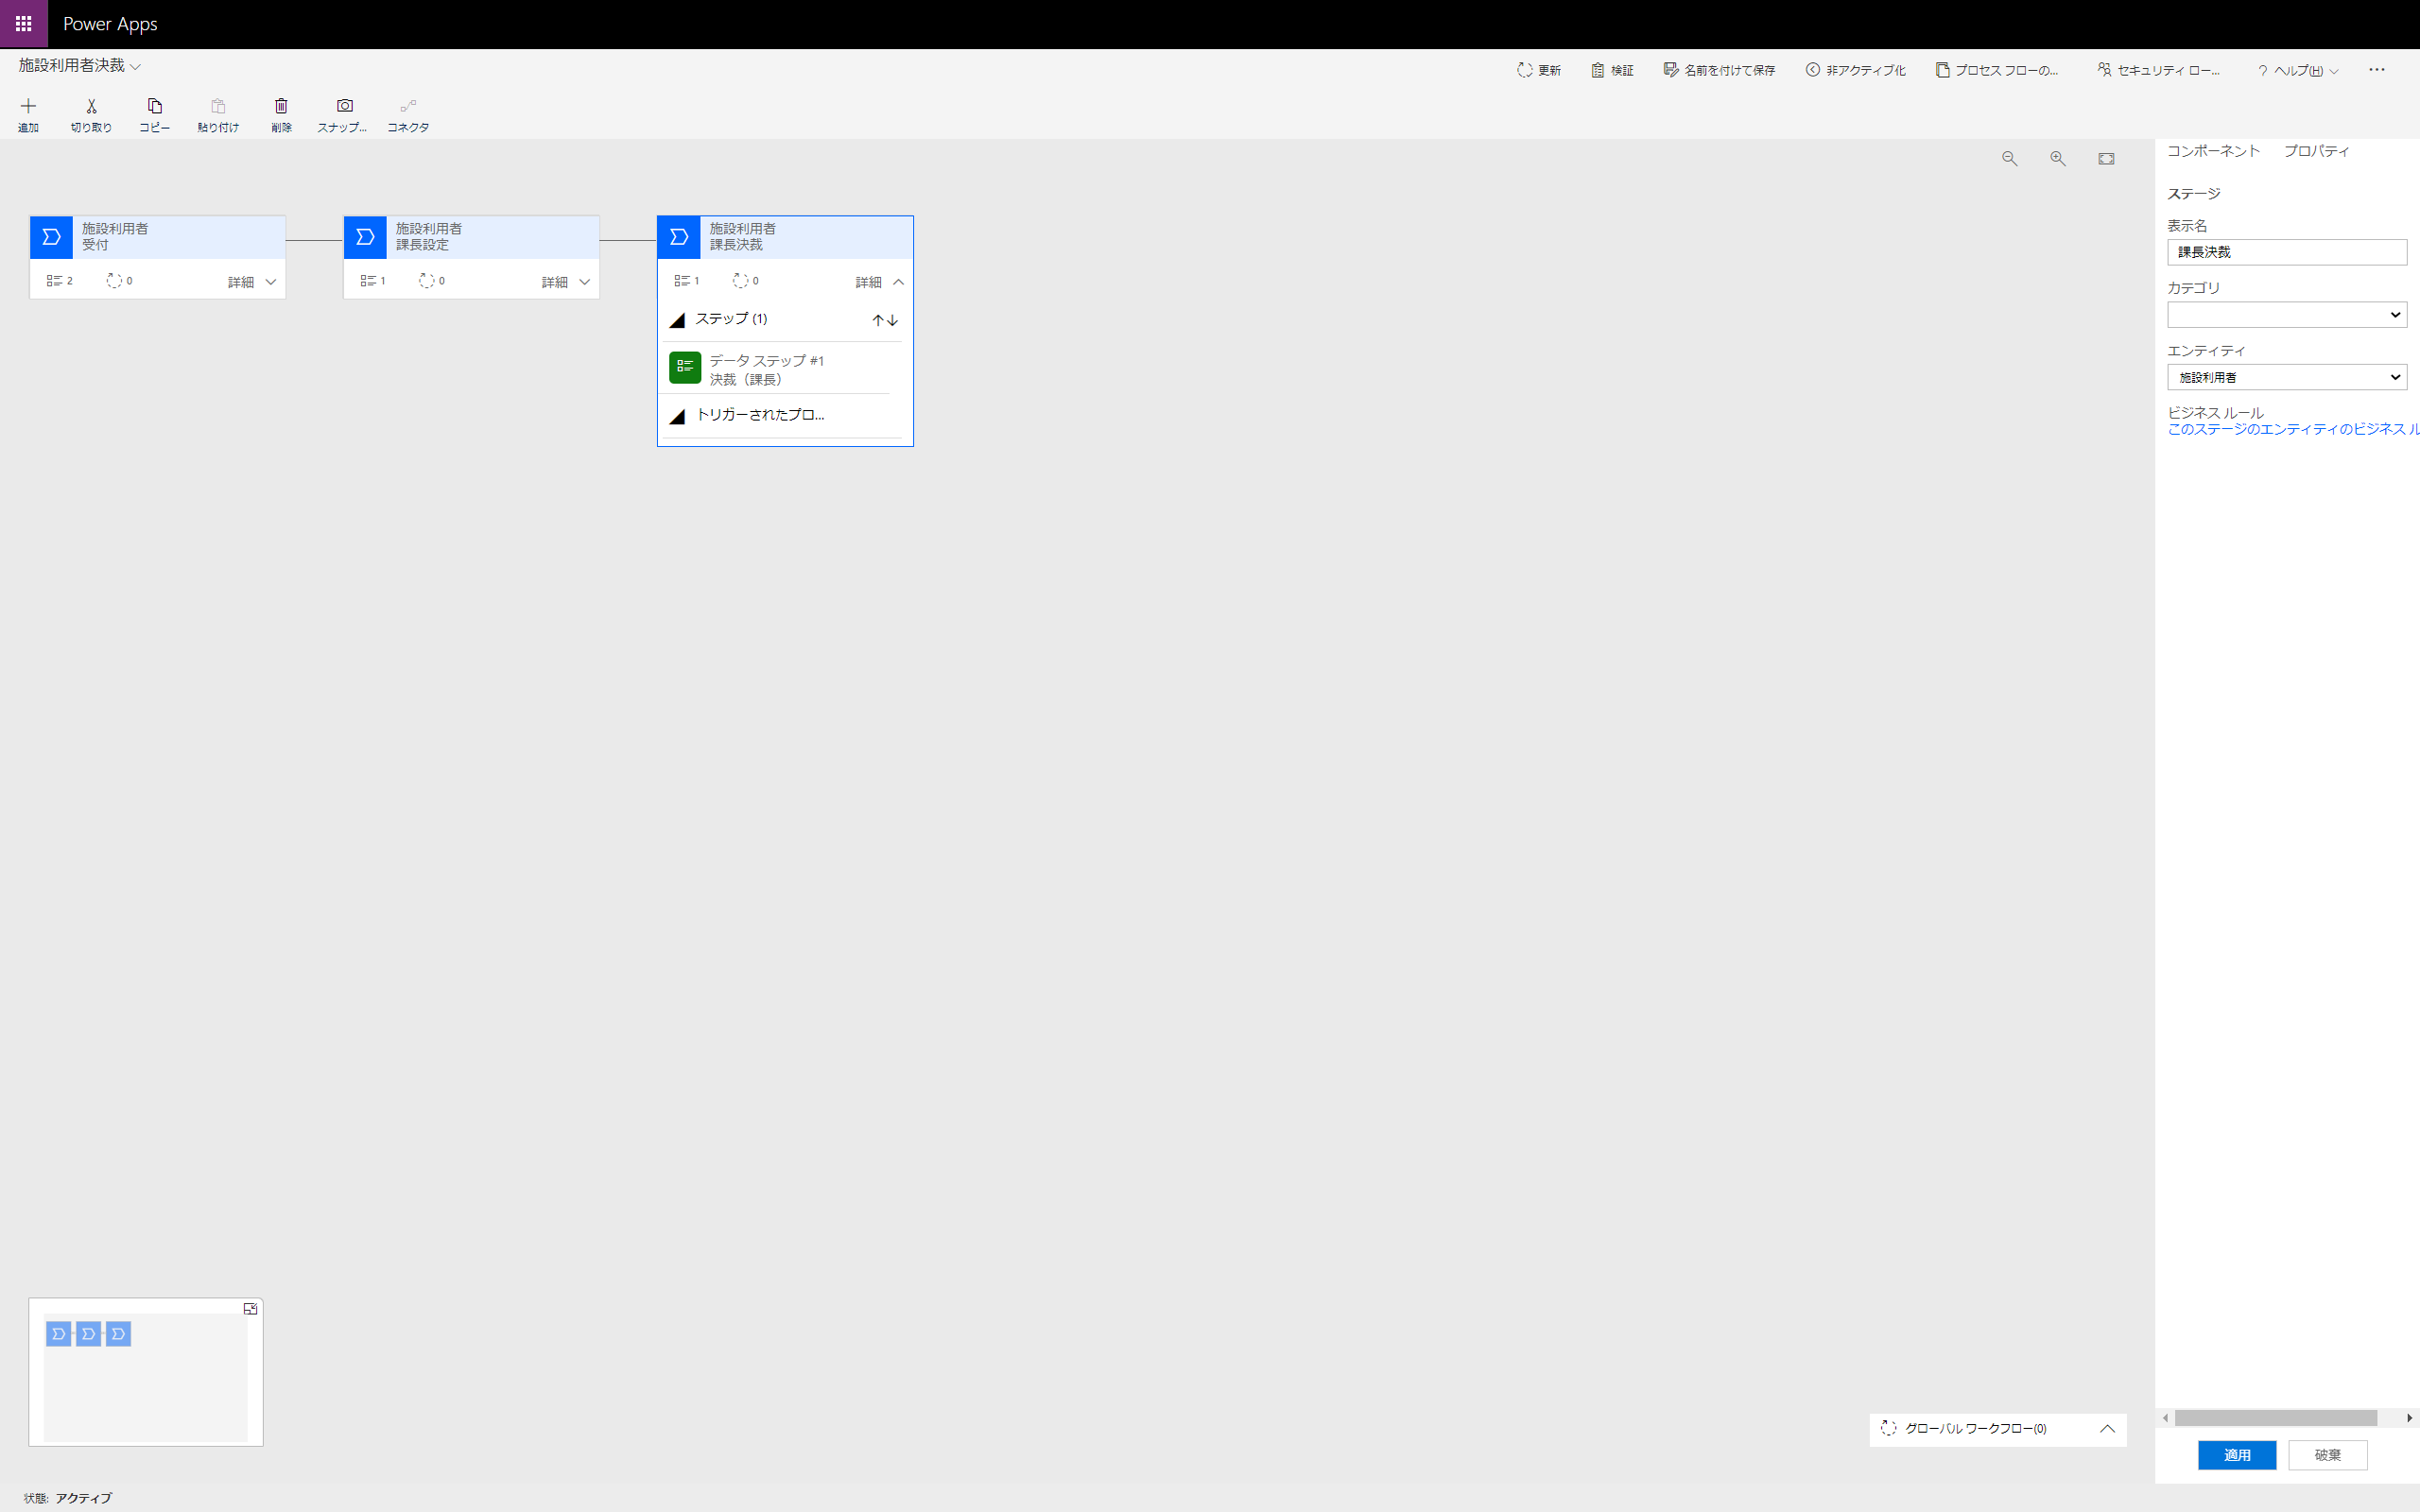 Power Apps
施設利用者決裁
更新
検証
名前を付けて保存
非アクティブ化
プロセス フローの...
セキュリティ ロー...
? ヘルプ(H)
追加
切り取り
コピー
貼り付け
削除
スナップ...
コネクタ
コンポーネント
プロパティ
施設利用者
受付
2
0
詳細
施設利用者
課長設定
1
0
詳細
施設利用者
課長決裁
1
0
詳細
ステップ (1)
データ ステップ #1
決裁（課長）
トリガーされたプロ...
ステージ
表示名
課長決裁
カテゴリ
エンティティ
施設利用者
ビジネス ルール
このステージのエンティティのビジネス ル
グローバル ワークフロー(0)
適用
破棄
状態: アクティブ